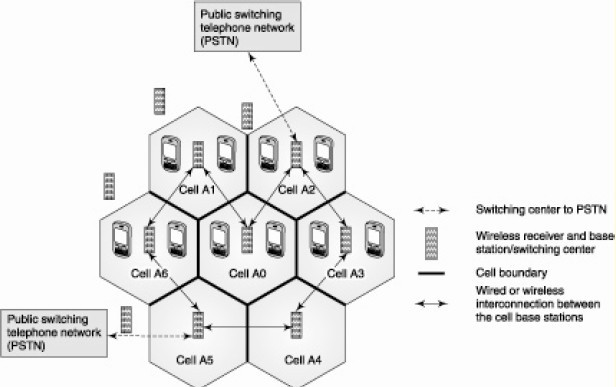 Public switching
telephone network
(PSTN)
Cell A1
Cell A2
Cell A6
Cell A0
Cell A3
Public switching
telephone network
(PSTN)
Cell A5
Cell A4
Switching center to PSTN
Wireless receiver and base
station/switching center
Cell boundary
Wired or wireless
interconnection between
the cell base stations